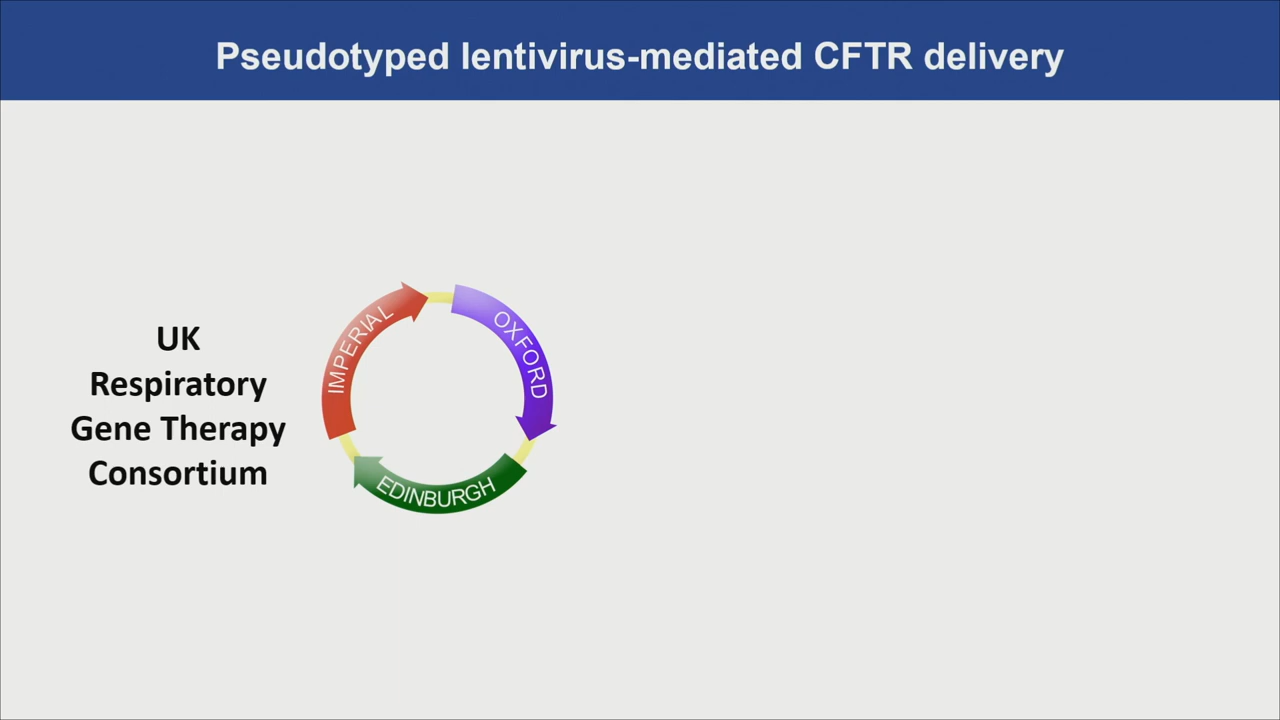 Pseudotyped lentivirus-mediated CFTR delivery
UK
Respiratory
Gene Therapy
Consortium
IMPERIAL
OXFORD
EDINBURGH